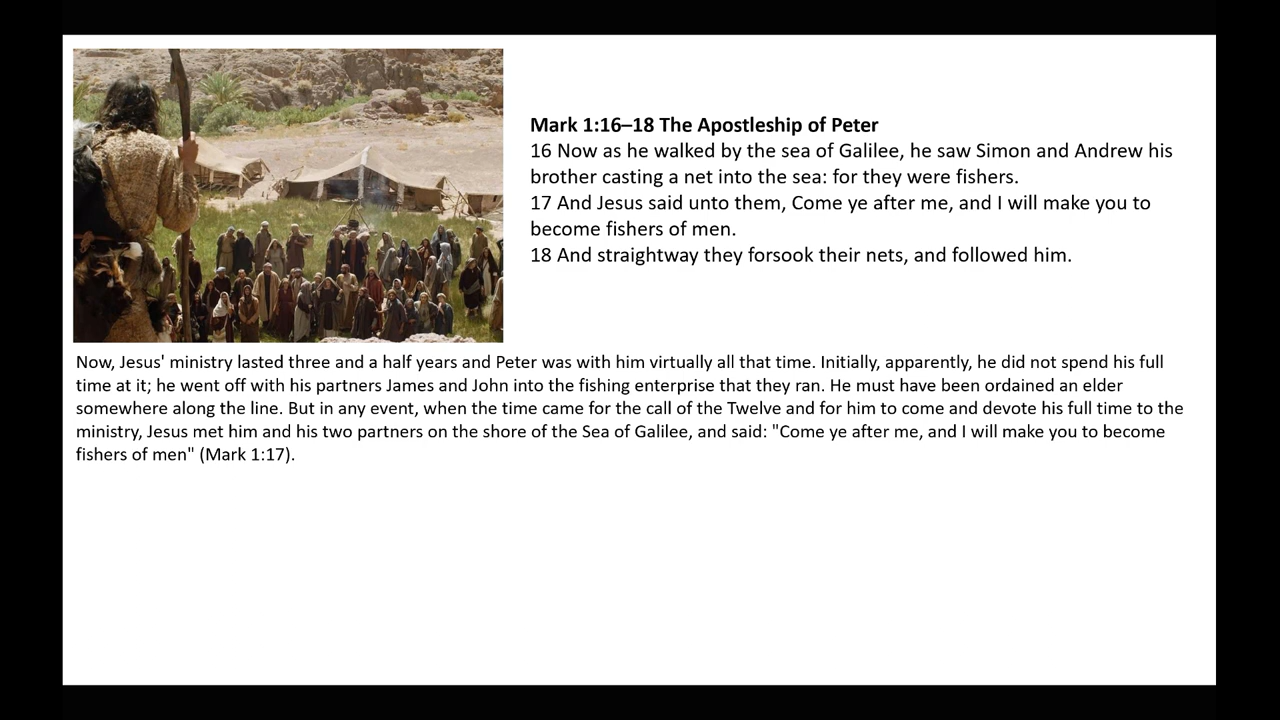 Mark 1:16–18 The Apostleship of Peter
16 Now as he walked by the sea of Galilee, he saw Simon and Andrew his
brother casting a net into the sea: for they were fishers.
17 And Jesus said unto them, Come ye after me, and I will make you to
become fishers of men.
18 And straightway they forsook their nets, and followed him.
Now, Jesus' ministry lasted three and a half years and Peter was with him virtually all that time. Initially, apparently, he did not spend his full
time at it; he went off with his partners James and John into the fishing enterprise that they ran. He must have been ordained an elder
somewhere along the line. But in any event, when the time came for the call of the Twelve and for him to come and devote his full time to the
ministry, Jesus met him and his two partners on the shore of the Sea of Galilee, and said: "Come ye after me, and I will make you to become
fishers of men" (Mark 1:17).